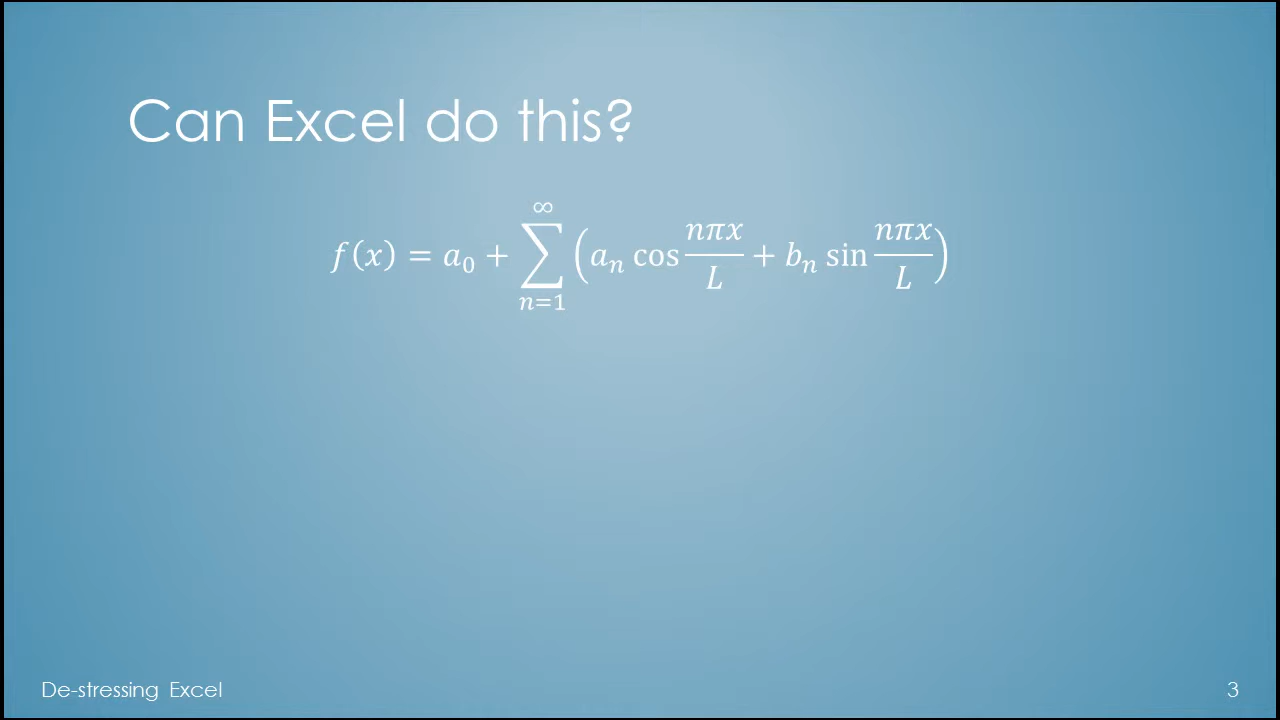 Can Excel do this?
f(x) = a₀ + ∑_{n=1}^{∞} (aₙ cos nπx/L + bₙ sin nπx/L)
De-stressing Excel
3